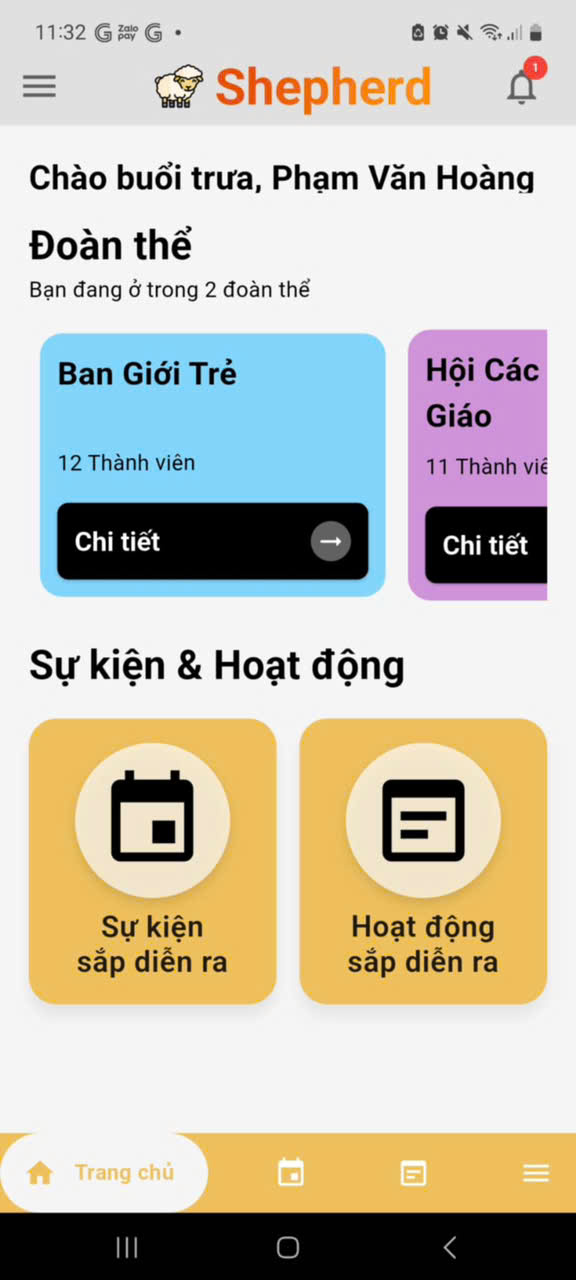 11:32 G Zalo pay G
Shepherd
1
Chào buổi trưa, Phạm Văn Hoàng
Đoàn thể
Bạn đang ở trong 2 đoàn thể
Ban Giới Trẻ
12 Thành viên
Chi tiết
Hội Các
Giáo
11 Thành viê
Chi tiết
Sự kiện & Hoạt động
Sự kiện
sắp diễn ra
Hoạt động
sắp diễn ra
Trang chủ